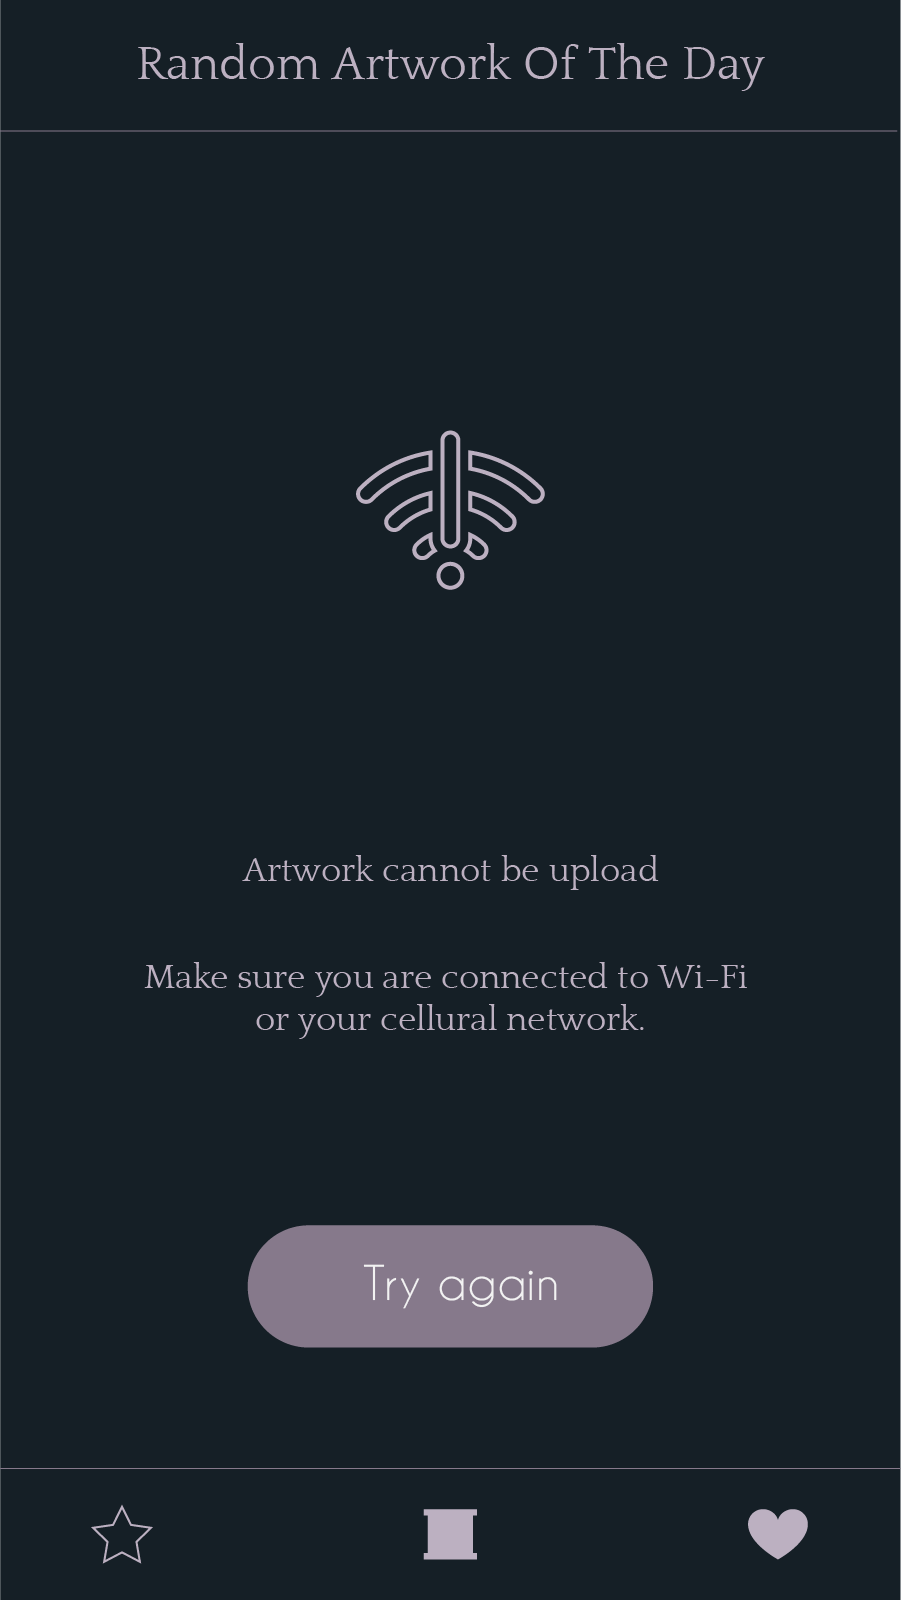 Random Artwork Of The Day
Artwork cannot be upload
Make sure you are connected to Wi-Fi
or your cellural network.
Try again